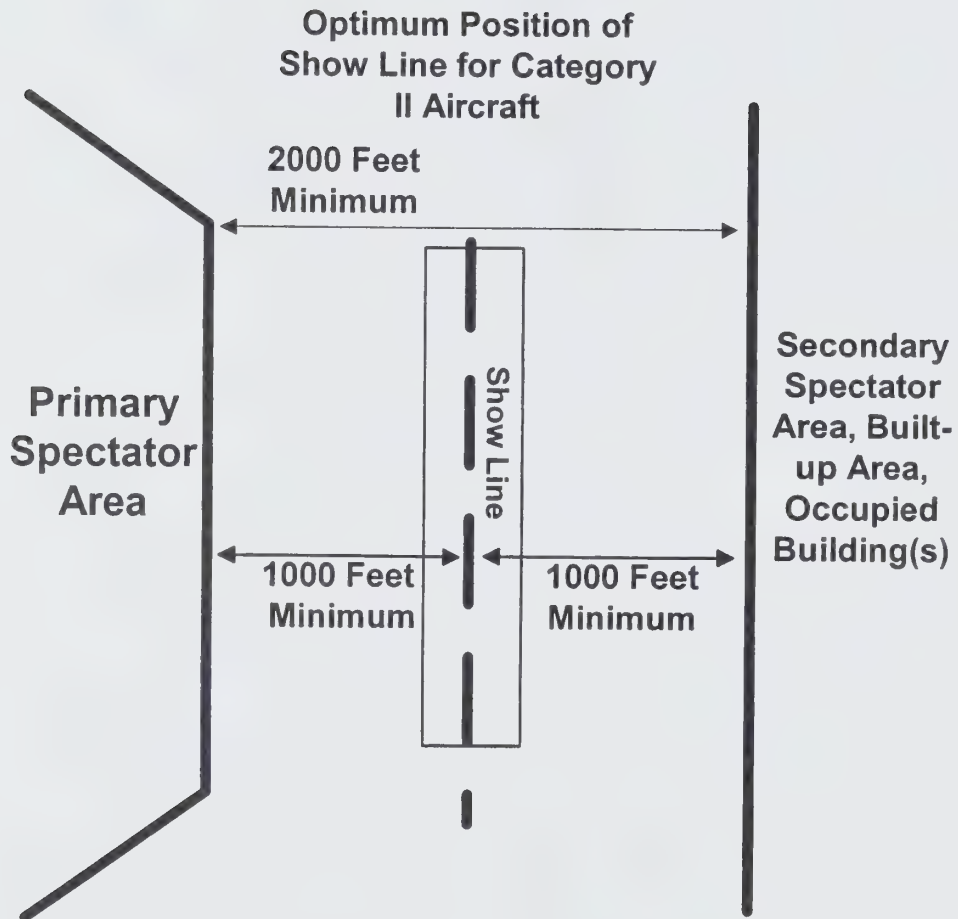 Optimum Position of
Show Line for Category
II Aircraft
2000 Feet
Minimum
Primary
Spectator
Area
Show Line
Secondary
Spectator
Area, Built-
up Area,
Occupied
Building(s)
1000 Feet
Minimum
1000 Feet
Minimum